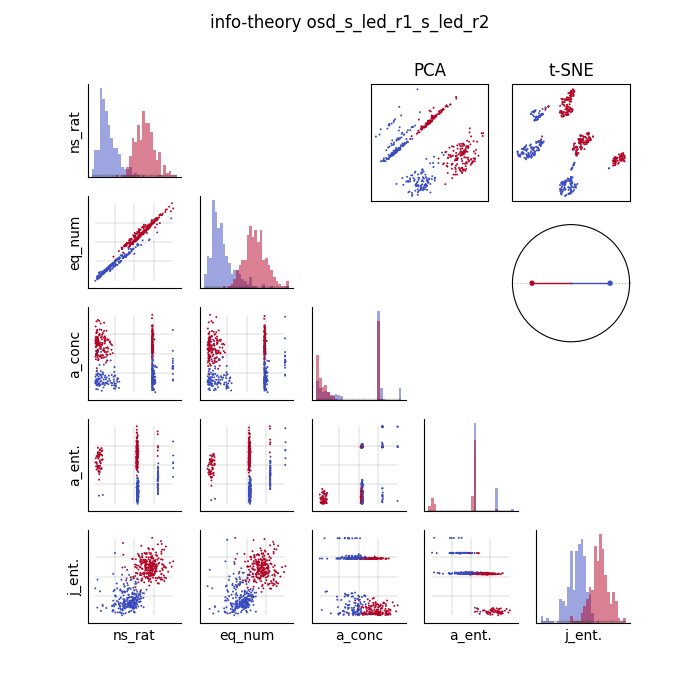 info-theory osd_s_led_r1_s_led_r2
PCA
t-SNE
ns_rat
eq_num
a_conc
a_ent.
j_ent.
ns_rat
eq_num
a_conc
a_ent.
j_ent.